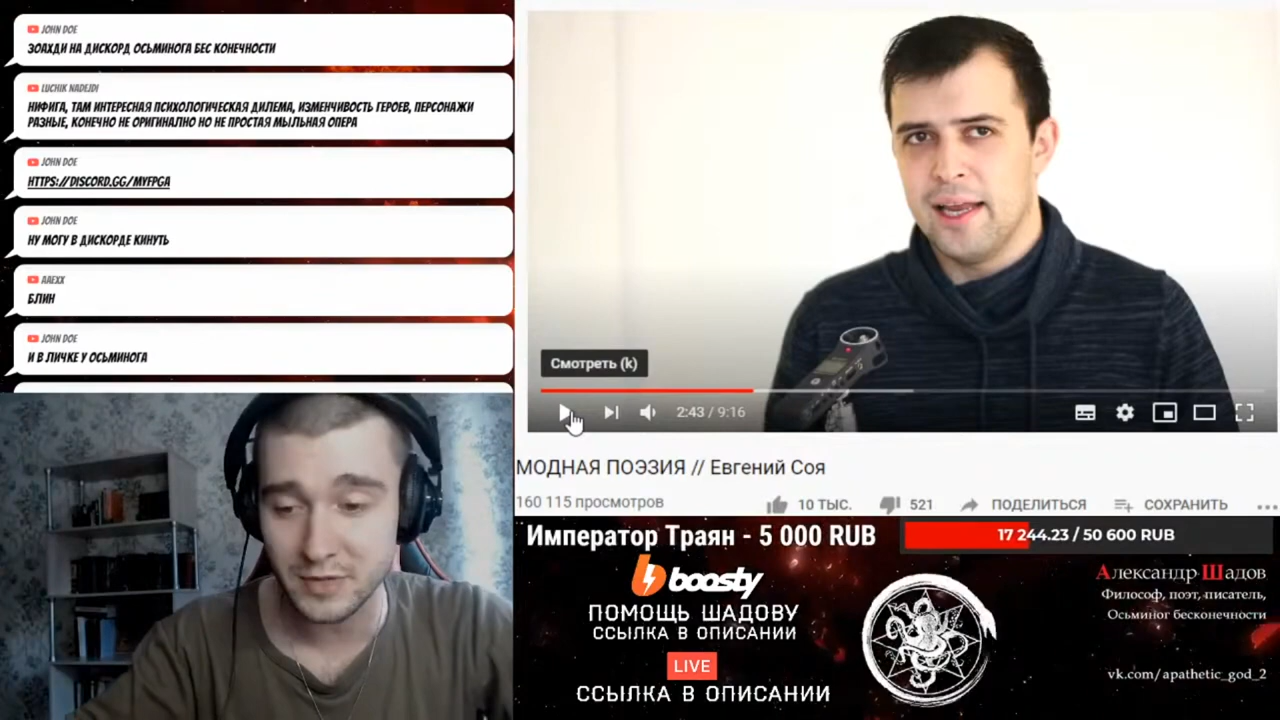 JOHN DOE
ЗОАХДИ НА ДИСКОРД ОСЬМИНОГА БЕС КОНЕЧНОСТИ
LUCHIK NADEJDI
НИФИГА, ТАМ ИНТЕРЕСНАЯ ПСИХОЛОГИЧЕСКАЯ ДИЛЕМА, ИЗМЕНЧИВОСТЬ ГЕРОЕВ, ПЕРСОНАЖИ
РАЗНЫЕ, КОНЕЧНО НЕ ОРИГИНАЛНО НО НЕ ПРОСТАЯ МЫЛЬНАЯ ОПЕРА
JOHN DOE
HTTPS://DISCORD.GG/MYFPGA
JOHN DOE
НУ МОГУ В ДИСКОРДЕ КИНУТЬ
AAEXX
БЛИН
JOHN DOE
И В ЛИЧКЕ У ОСЬМИНОГА
Смотреть (k)
2:43 / 9:16
МОДНАЯ ПОЭЗИЯ // Евгений Соя
160 115 просмотров
10 ТЫС.
521
ПОДЕЛИТЬСЯ
СОХРАНИТЬ
Император Траян - 5 000 RUB
17 244.23 / 50 600 RUB
boosty
ПОМОЩЬ ШАДОВУ
ССЫЛКА В ОПИСАНИИ
LIVE
ССЫЛКА В ОПИСАНИИ
Александр Шадов
Философ, поэт, писатель,
Осьминог бесконечности
vk.com/apathetic_god_2